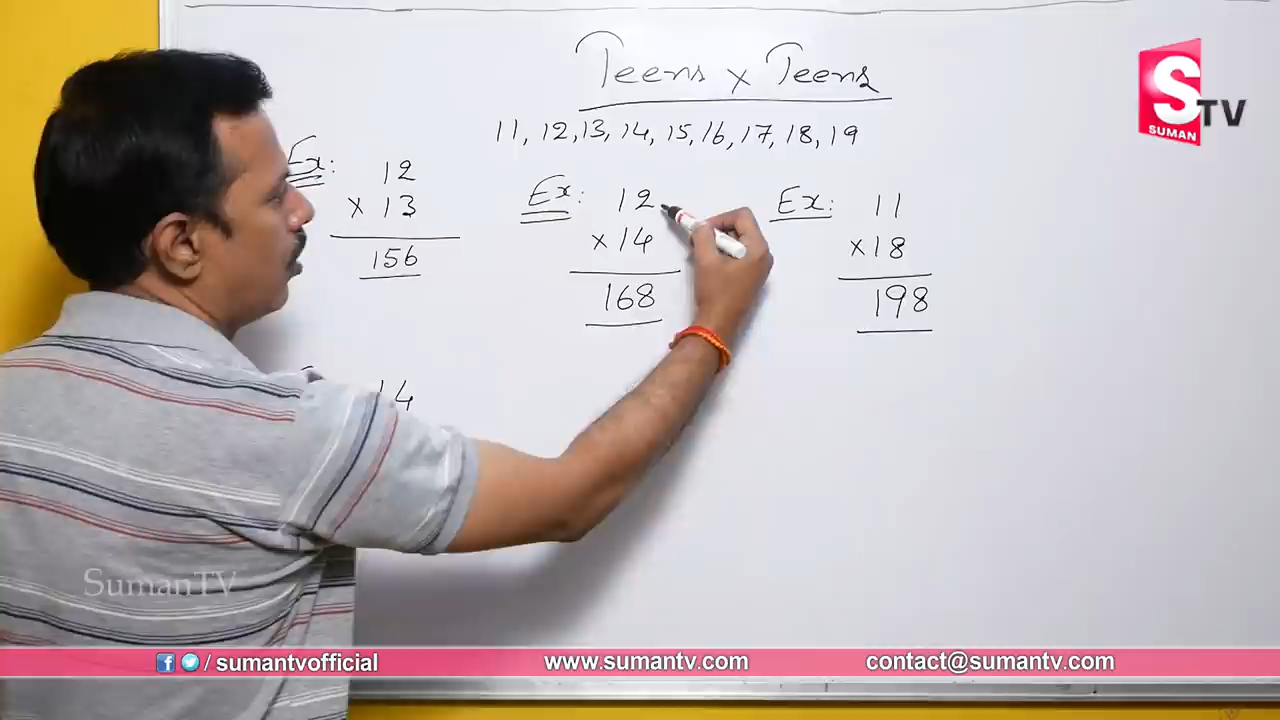 Teens x Teens
11, 12, 13, 14, 15, 16, 17, 18, 19
Ex: 12
x 13
156
Ex: 12
x 14
168
Ex: 11
x 18
198
14
S TV
SUMAN
SumanTV
/ sumantvofficial
www.sumantv.com
contact@sumantv.com